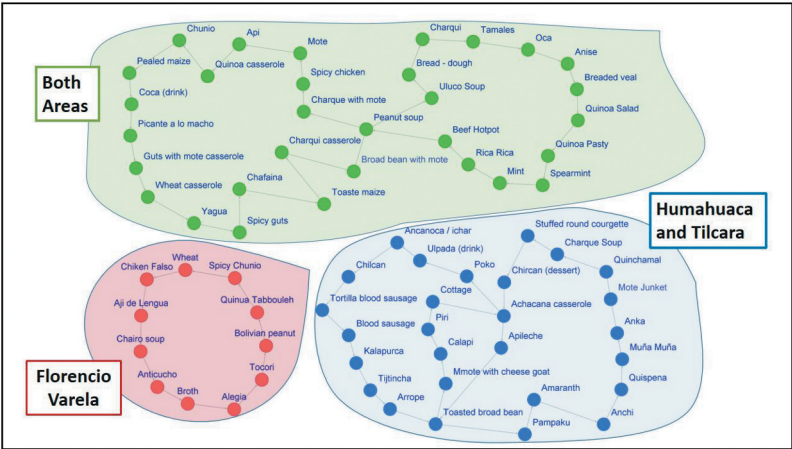 Both
Areas
Chunio
Api
Mote
Pealed maize
Quinoa casserole
Spicy chicken
Coca (drink)
Charque with mote
Picante a lo macho
Peanut soup
Charqui casserole
Guts with mote casserole
Broad bean with mote
Chafaina
Wheat casserole
Toaste maize
Yagua
Spicy guts
Charqui
Tamales
Oca
Anise
Bread - dough
Breaded veal
Uluco Soup
Quinoa Salad
Beef Hotpot
Quinoa Pasty
Rica Rica
Mint
Spearmint
Humahuaca
and Tilcara
Ancanoca / ichar
Stuffed round courgette
Ulpada (drink)
Charque Soup
Chilcan
Poko
Chircan (dessert)
Quinchamal
Cottage
Mote Junket
Tortilla blood sausage
Achacana casserole
Piri
Blood sausage
Anka
Apileche
Calapi
Kalapurca
Muña Muña
Mmote with cheese goat
Tijtincha
Quispena
Amaranth
Arrope
Toasted broad bean
Anchi
Pampaku
Florencio
Varela
Wheat
Chiken Falso
Spicy Chunio
Aji de Lengua
Quinua Tabbouleh
Chairo soup
Bolivian peanut
Anticucho
Tocori
Broth
Alegia